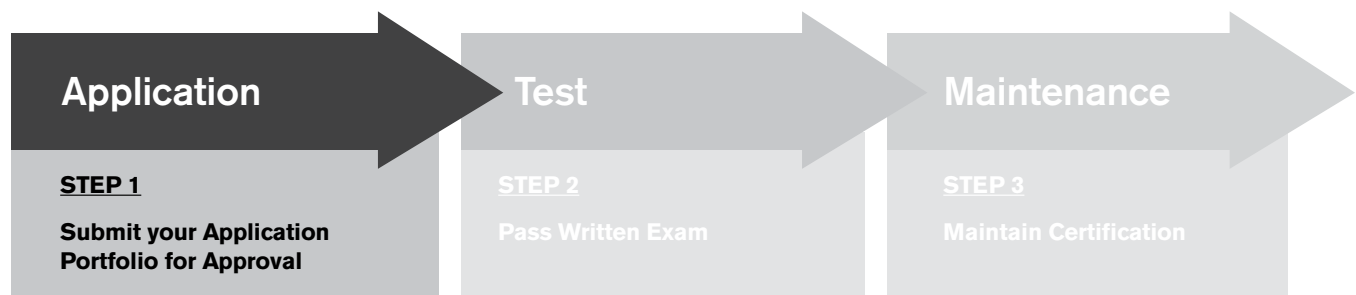 Application
STEP 1
Submit your Application
Portfolio for Approval
Test
STEP 2
Pass Written Exam
Maintenance
STEP 3
Maintain Certification